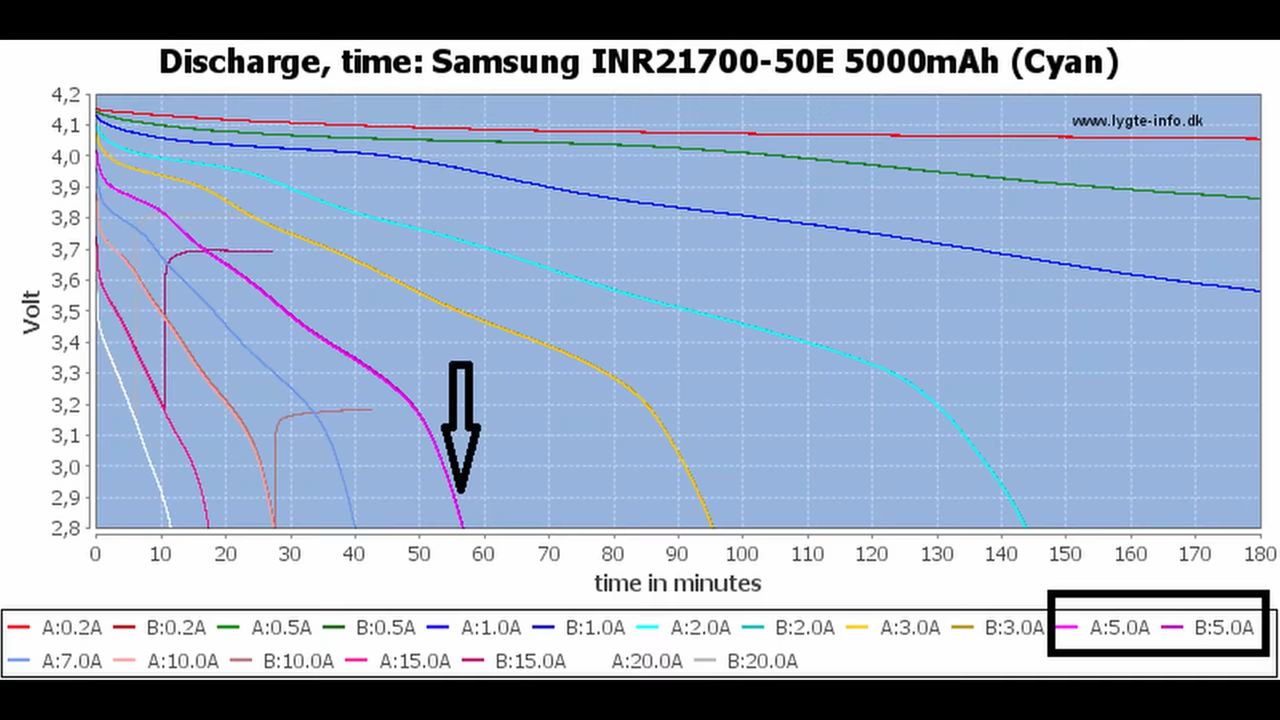 Discharge, time: Samsung INR21700-50E 5000mAh (Cyan)
4,2
www.lygte-info.dk
4,1
4,0
3,9
3,8
3,7
3,6
3,5
3,4
3,3
3,2
3,1
3,0
2,9
2,8
Volt
0 10 20 30 40 50 60 70 80 90 100 110 120 130 140 150 160 170 180
time in minutes
A:0.2A B:0.2A A:0.5A B:0.5A A:1.0A B:1.0A A:2.0A B:2.0A A:3.0A B:3.0A A:5.0A B:5.0A
A:7.0A A:10.0A B:10.0A A:15.0A B:15.0A A:20.0A B:20.0A